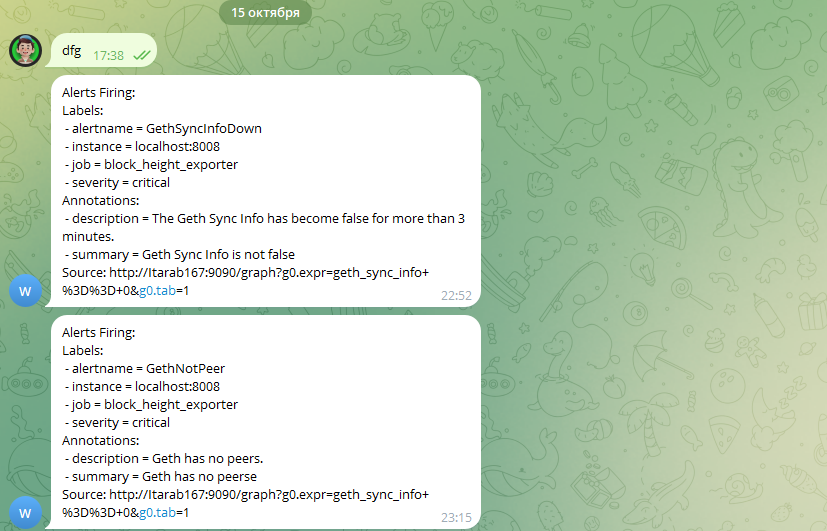 15 октября
dfg 17:38
Alerts Firing:
Labels:
- alertname = GethSyncInfoDown
- instance = localhost:8008
- job = block_height_exporter
- severity = critical
Annotations:
- description = The Geth Sync Info has become false for more than 3
minutes.
- summary = Geth Sync Info is not false
Source: http://Itarab167:9090/graph?g0.expr=geth_sync_info+
%3D%3D+0&g0.tab=1
W
22:52
Alerts Firing:
Labels:
- alertname = GethNotPeer
- instance = localhost:8008
- job = block_height_exporter
- severity = critical
Annotations:
- description = Geth has no peers.
- summary = Geth has no peerse
Source: http://Itarab167:9090/graph?g0.expr=geth_sync_info+
%3D%3D+0&g0.tab=1
W
23:15